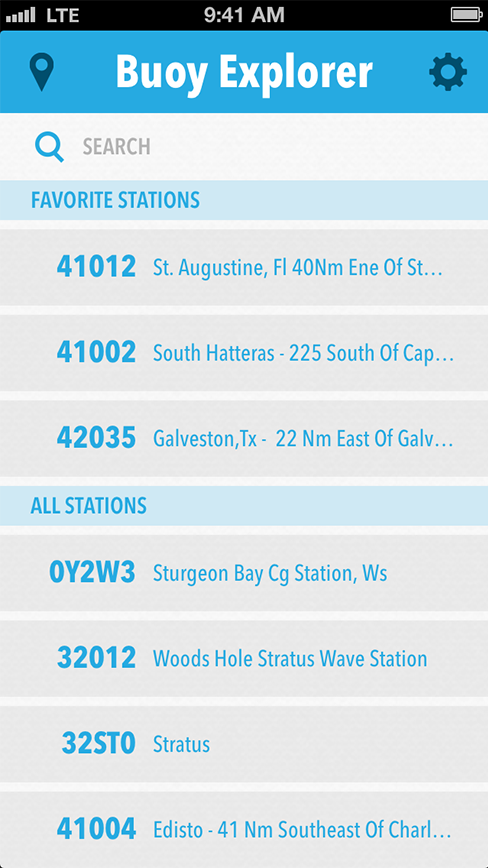 LTE 9:41 AM
Buoy Explorer
SEARCH
FAVORITE STATIONS
41012 St. Augustine, Fl 40Nm Ene Of St...
41002 South Hatteras - 225 South Of Cap...
42035 Galveston,Tx -  22 Nm East Of Galv...
ALL STATIONS
0Y2W3 Sturgeon Bay Cg Station, Ws
32012 Woods Hole Stratus Wave Station
32ST0 Stratus
41004 Edisto - 41 Nm Southeast Of Charl...